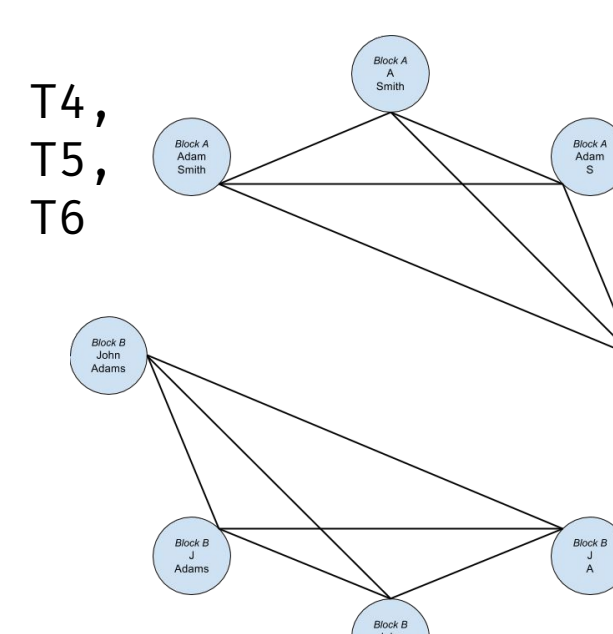 T4,
T5,
T6
Block A
A
Smith
Block A
Adam
Smith
Block A
Adam
S
Block B
John
Adams
Block B
J
Adams
Block B
J
A
Block B